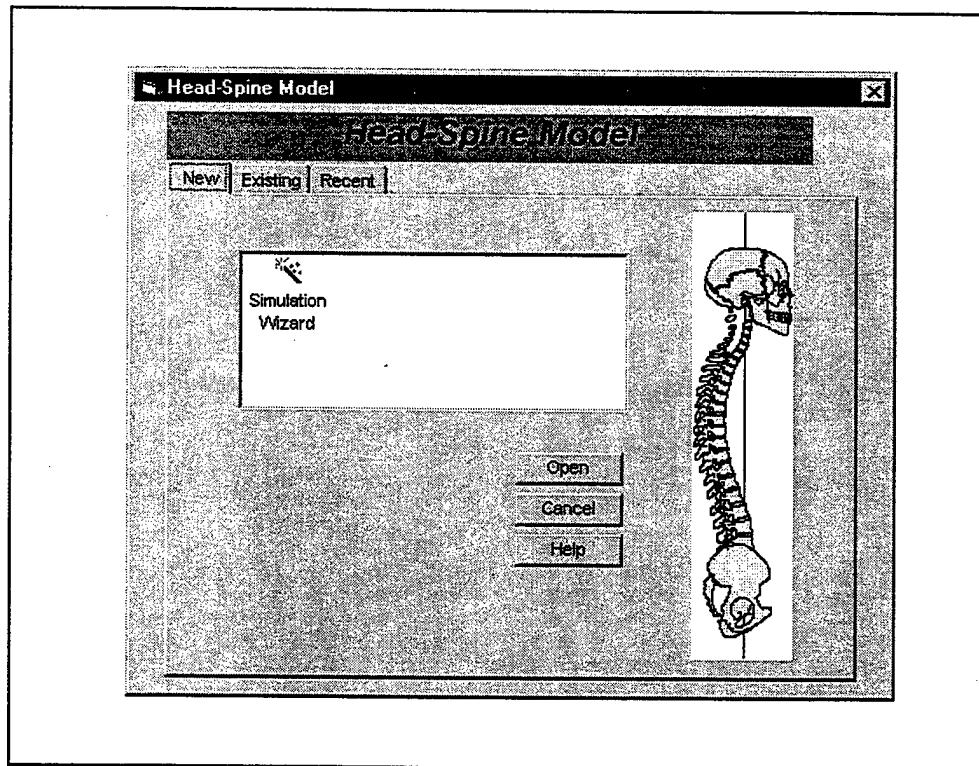 Head-Spine Model
Head-Spine Model
New Existing Recent
Simulation
Wizard
Open
Cancel
Help